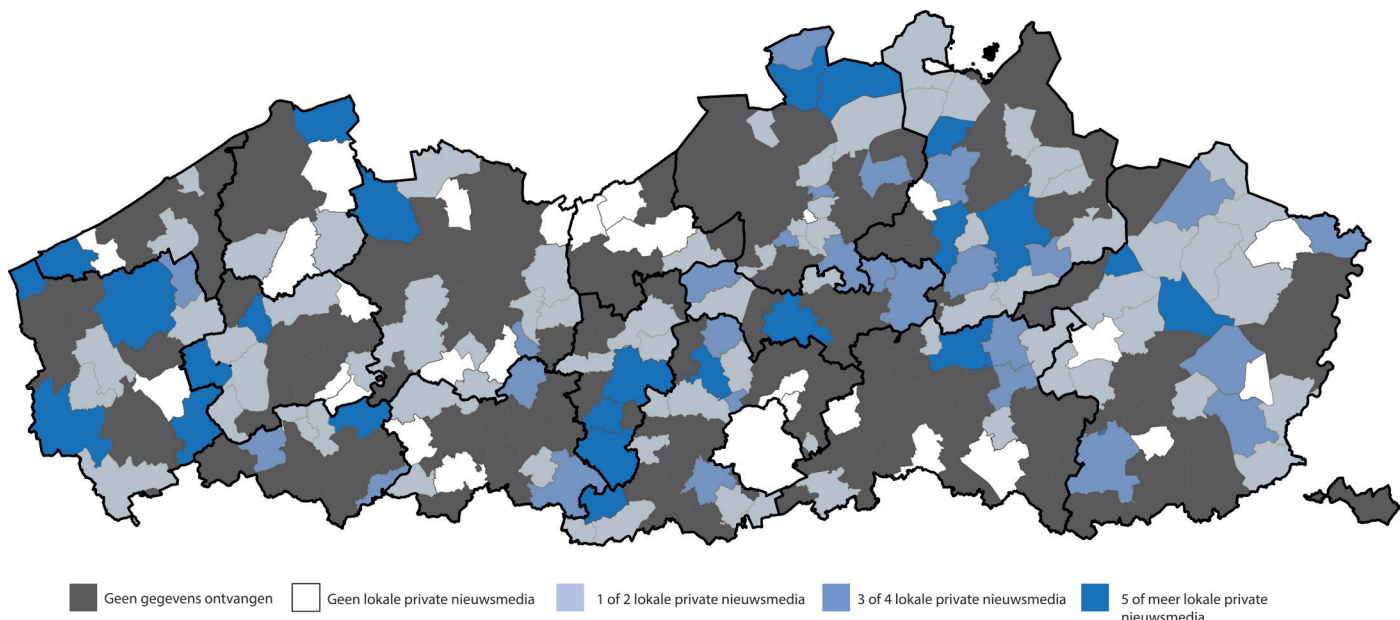 Geen gegevens ontvangen
Geen lokale private nieuwsmedia
1 of 2 lokale private nieuwsmedia
3 of 4 lokale private nieuwsmedia
5 of meer lokale private
nieuwsmedia